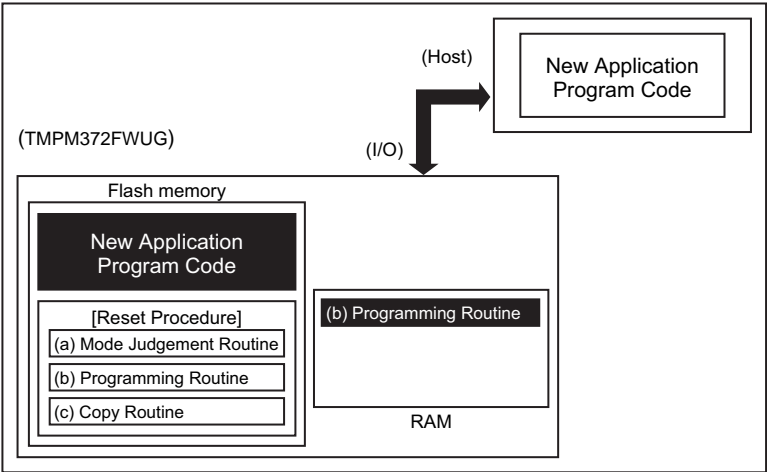 (Host)
New Application
Program Code
(TMPM372FWUG)
(I/O)
Flash memory
New Application
Program Code
[Reset Procedure]
(a) Mode Judgement Routine
(b) Programming Routine
(c) Copy Routine
(b) Programming Routine
RAM